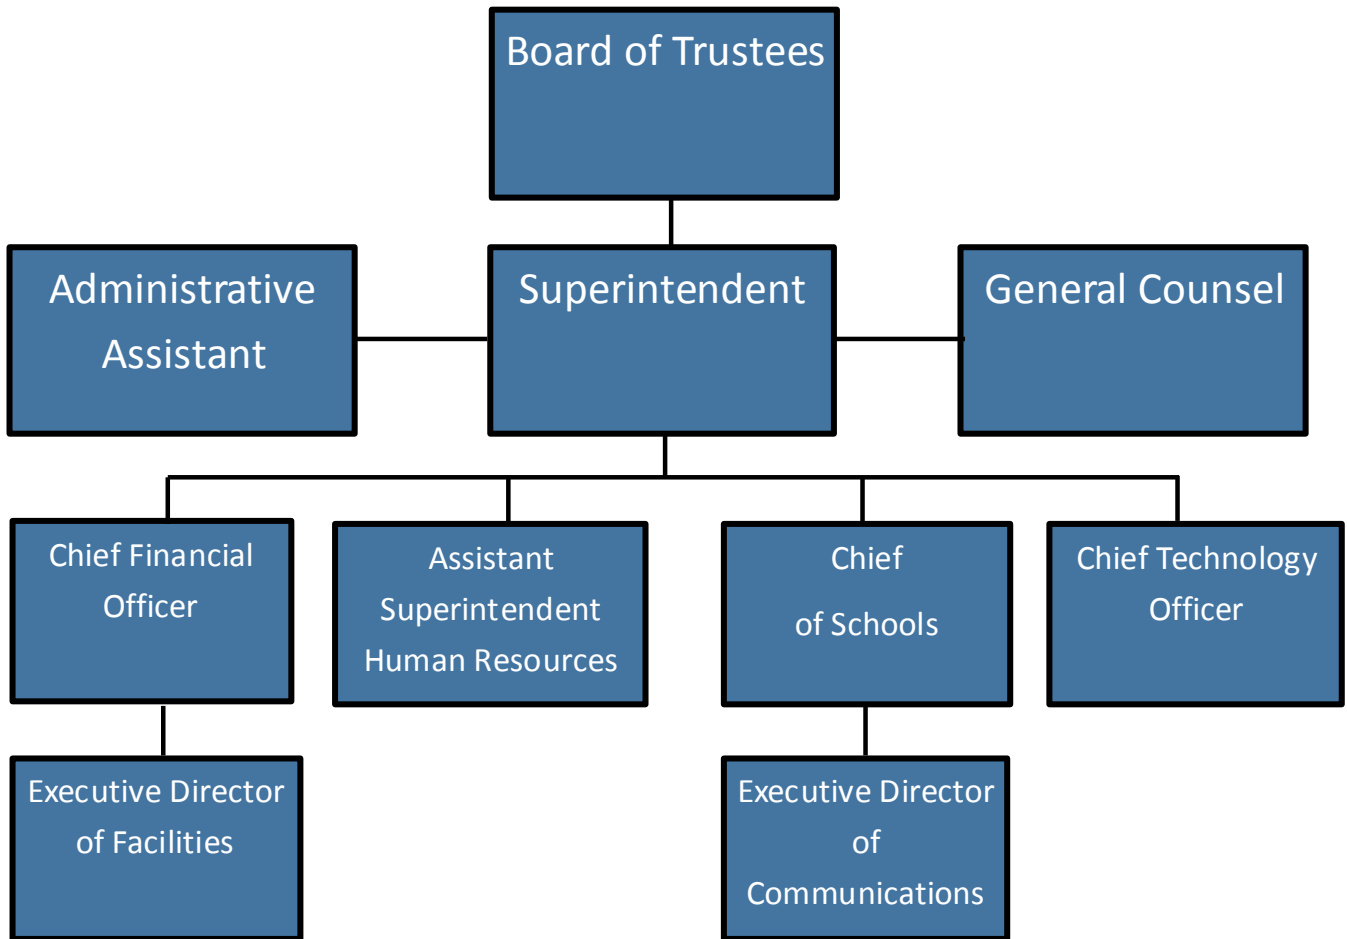 Board of Trustees
Administrative
Assistant
Superintendent
General Counsel
Chief Financial
Officer
Assistant
Superintendent
Human Resources
Chief
of Schools
Chief Technology
Officer
Executive Director
of Facilities
Executive Director
of
Communications